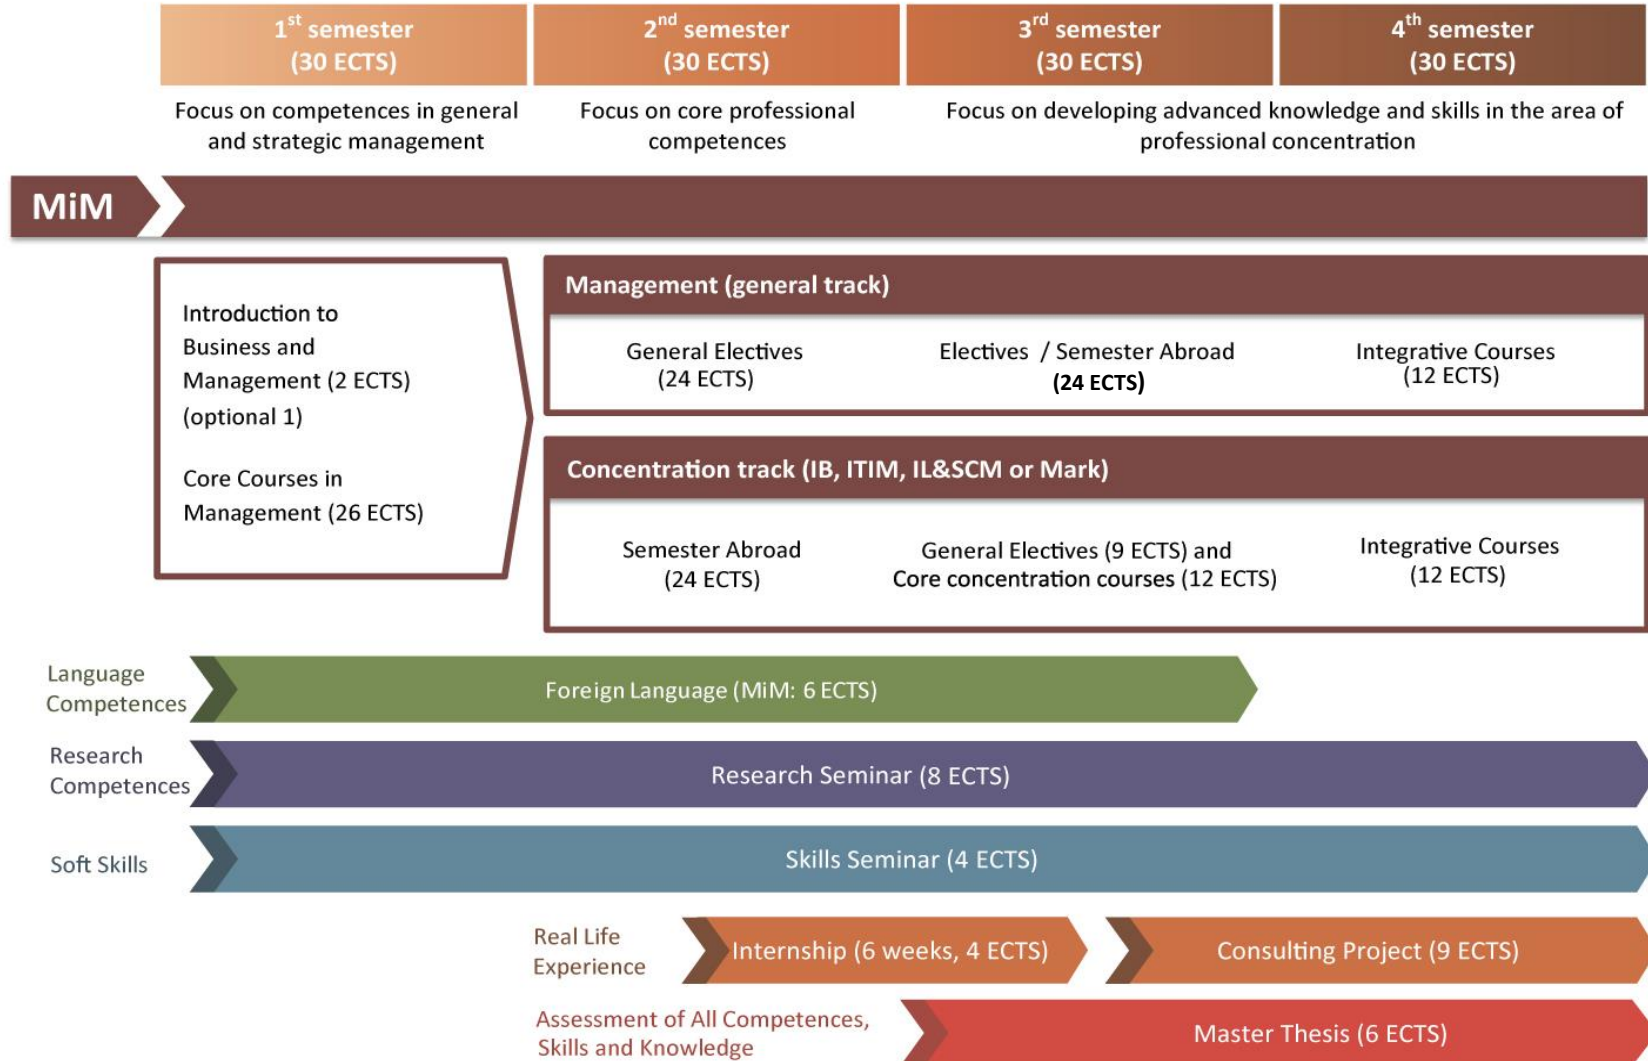 1st semester
(30 ECTS)
2nd semester
(30 ECTS)
3rd semester
(30 ECTS)
4th semester
(30 ECTS)
Focus on competences in general
and strategic management
Focus on core professional
competences
Focus on developing advanced knowledge and skills in the area of
professional concentration
MiM
Introduction to
Business and
Management (2 ECTS)
(optional 1)
Core Courses in
Management (26 ECTS)
Management (general track)
General Electives
(24 ECTS)
Electives / Semester Abroad
(24 ECTS)
Integrative Courses
(12 ECTS)
Concentration track (IB, ITIM, IL&SCM or Mark)
Semester Abroad
(24 ECTS)
General Electives (9 ECTS) and
Core concentration courses (12 ECTS)
Integrative Courses
(12 ECTS)
Language
Competences
Foreign Language (MiM: 6 ECTS)
Research
Competences
Research Seminar (8 ECTS)
Soft Skills
Skills Seminar (4 ECTS)
Real Life
Experience
Internship (6 weeks, 4 ECTS)
Consulting Project (9 ECTS)
Assessment of All Competences,
Skills and Knowledge
Master Thesis (6 ECTS)